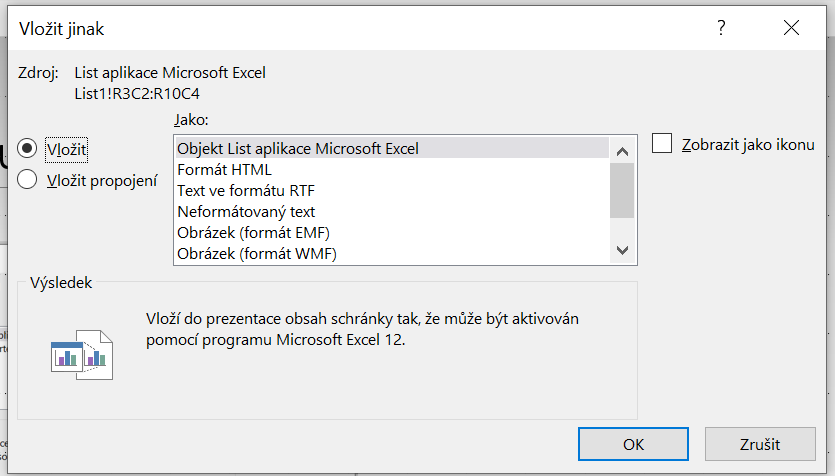 Vložit jinak
?
Zdroj: List aplikace Microsoft Excel
List1!R3C2:R10C4
Jako:
Vložit
Vložit propojení
Objekt List aplikace Microsoft Excel
Formát HTML
Text ve formátu RTF
Neformátovaný text
Obrázek (formát EMF)
Obrázek (formát WMF)
Zobrazit jako ikonu
Výsledek
Vloží do prezentace obsah schránky tak, že může být aktivován
pomocí programu Microsoft Excel 12.
OK
Zrušit